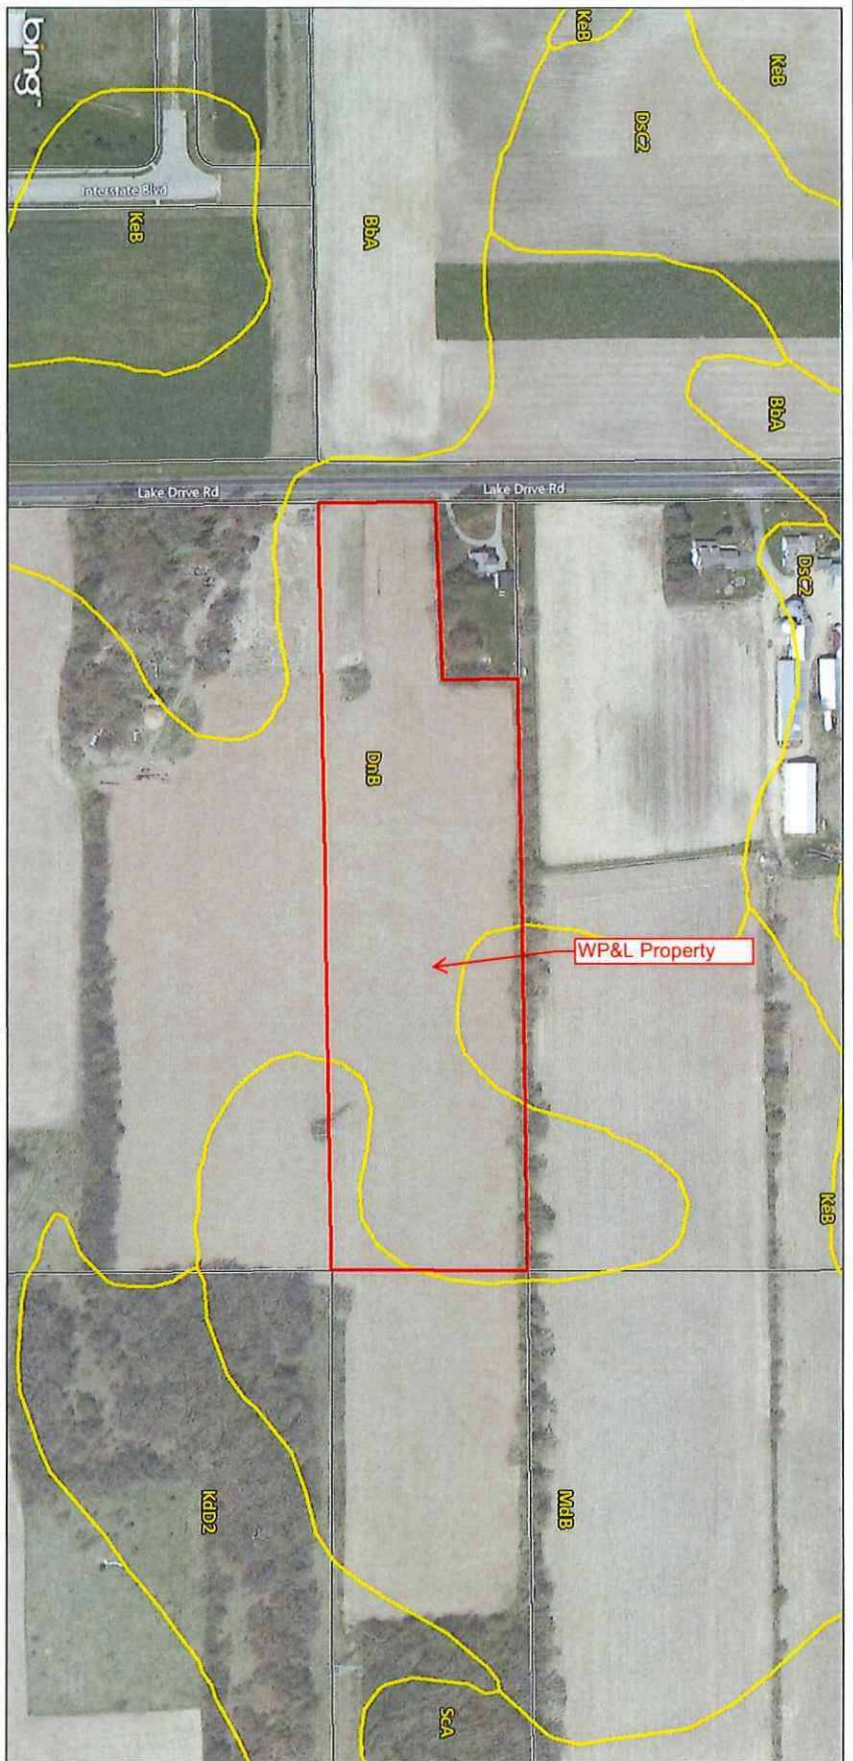 bing
KeB
KeB
DsC2
Interstate Blvd
KeB
BbA
BbA
Lake Drive Rd
Lake Drive Rd
DsC2
DnB
WP&L Property
KeB
KdD2
MdB
ScA